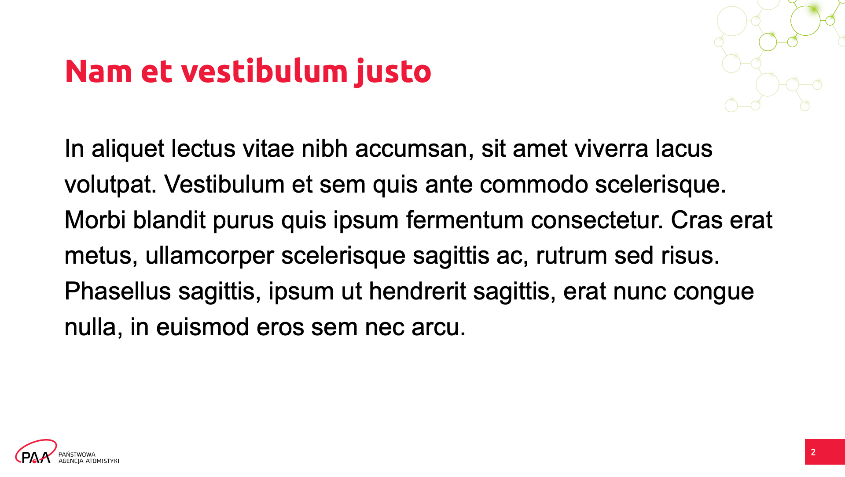 Nam et vestibulum justo
In aliquet lectus vitae nibh accumsan, sit amet viverra lacus
volutpat. Vestibulum et sem quis ante commodo scelerisque.
Morbi blandit purus quis ipsum fermentum consectetur. Cras erat
metus, ullamcorper scelerisque sagittis ac, rutrum sed risus.
Phasellus sagittis, ipsum ut hendrerit sagittis, erat nunc congue
nulla, in euismod eros sem nec arcu.
PAA
PAŃSTWOWA
AGENCJA ATOMISTYKI
2